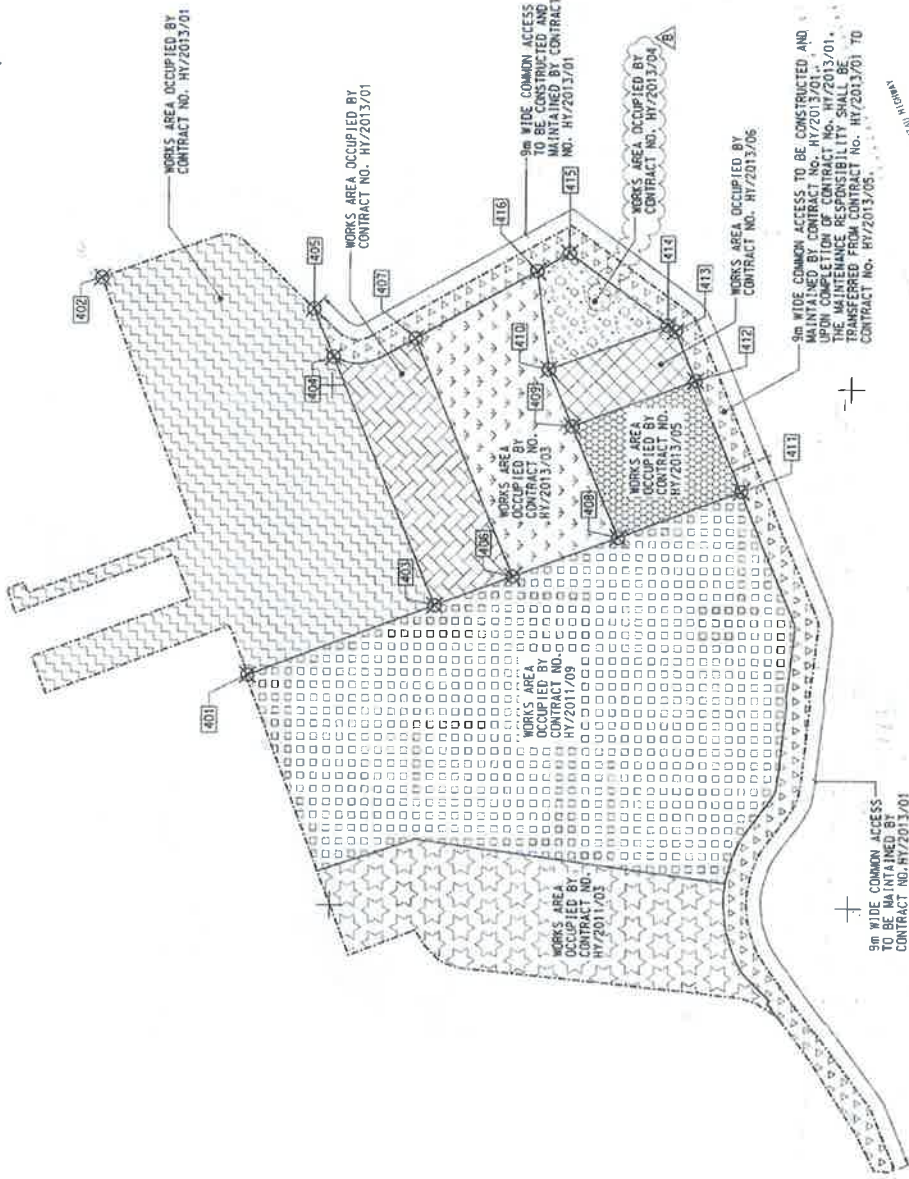 WORKS AREA OCCUPIED BY
CONTRACT NO. HY/2013/01
402
405
WORKS AREA OCCUPIED BY
CONTRACT NO. HY/2013/01
404
407
9m WIDE COMMON ACCESS
TO BE CONSTRUCTED AND
MAINTAINED BY CONTRACT
NO. HY/2013/01
416
WORKS AREA OCCUPIED BY
CONTRACT NO. HY/2013/04
B
415
401
403
406
WORKS AREA
OCCUPIED BY
CONTRACT NO.
HY/2013/03
410
409
414
413
WORKS AREA OCCUPIED BY
CONTRACT NO. HY/2013/06
412
408
WORKS AREA
OCCUPIED BY
CONTRACT NO.
HY/2013/05
411
9m WIDE COMMON ACCESS TO BE CONSTRUCTED AND
MAINTAINED BY CONTRACT No. HY/2013/01.
UPON COMPLETION OF CONTRACT No. HY/2013/01,
THE MAINTENANCE RESPONSIBILITY SHALL BE
TRANSFERRED FROM CONTRACT No. HY/2013/01 TO
CONTRACT No. HY/2013/05.
HIGHWAY
WORKS AREA
OCCUPIED BY
CONTRACT NO.
HY/2011/09
WORKS AREA
OCCUPIED BY
CONTRACT NO.
HY/2011/03
9m WIDE COMMON ACCESS
TO BE MAINTAINED BY
CONTRACT NO.HY/2013/01